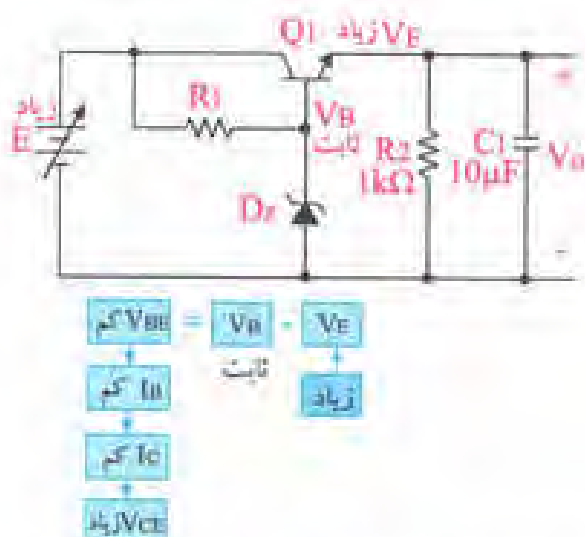 Q1 زیاد VE
زیاد
E
R1
VB
ثابت
R2
1kΩ
C1
10µF
+
Vo
-
Dz
کم VBE = VB - VE
ثابت
کم IB
زیاد
کم IC
زیاد VCE